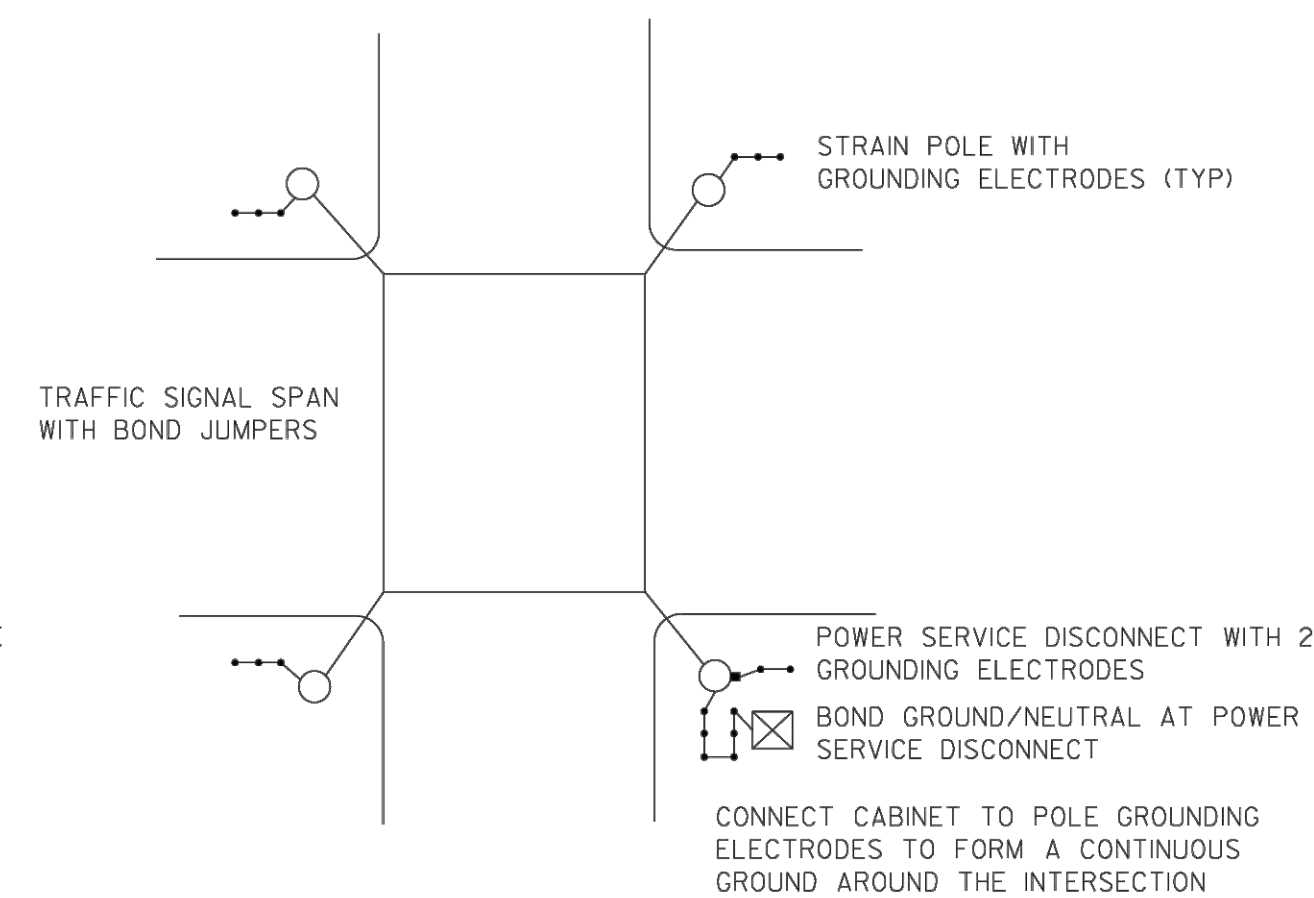 STRAIN POLE WITH
GROUNDING ELECTRODES (TYP)
TRAFFIC SIGNAL SPAN
WITH BOND JUMPERS
POWER SERVICE DISCONNECT WITH 2
GROUNDING ELECTRODES
BOND GROUND/NEUTRAL AT POWER
SERVICE DISCONNECT
CONNECT CABINET TO POLE GROUNDING
ELECTRODES TO FORM A CONTINUOUS
GROUND AROUND THE INTERSECTION